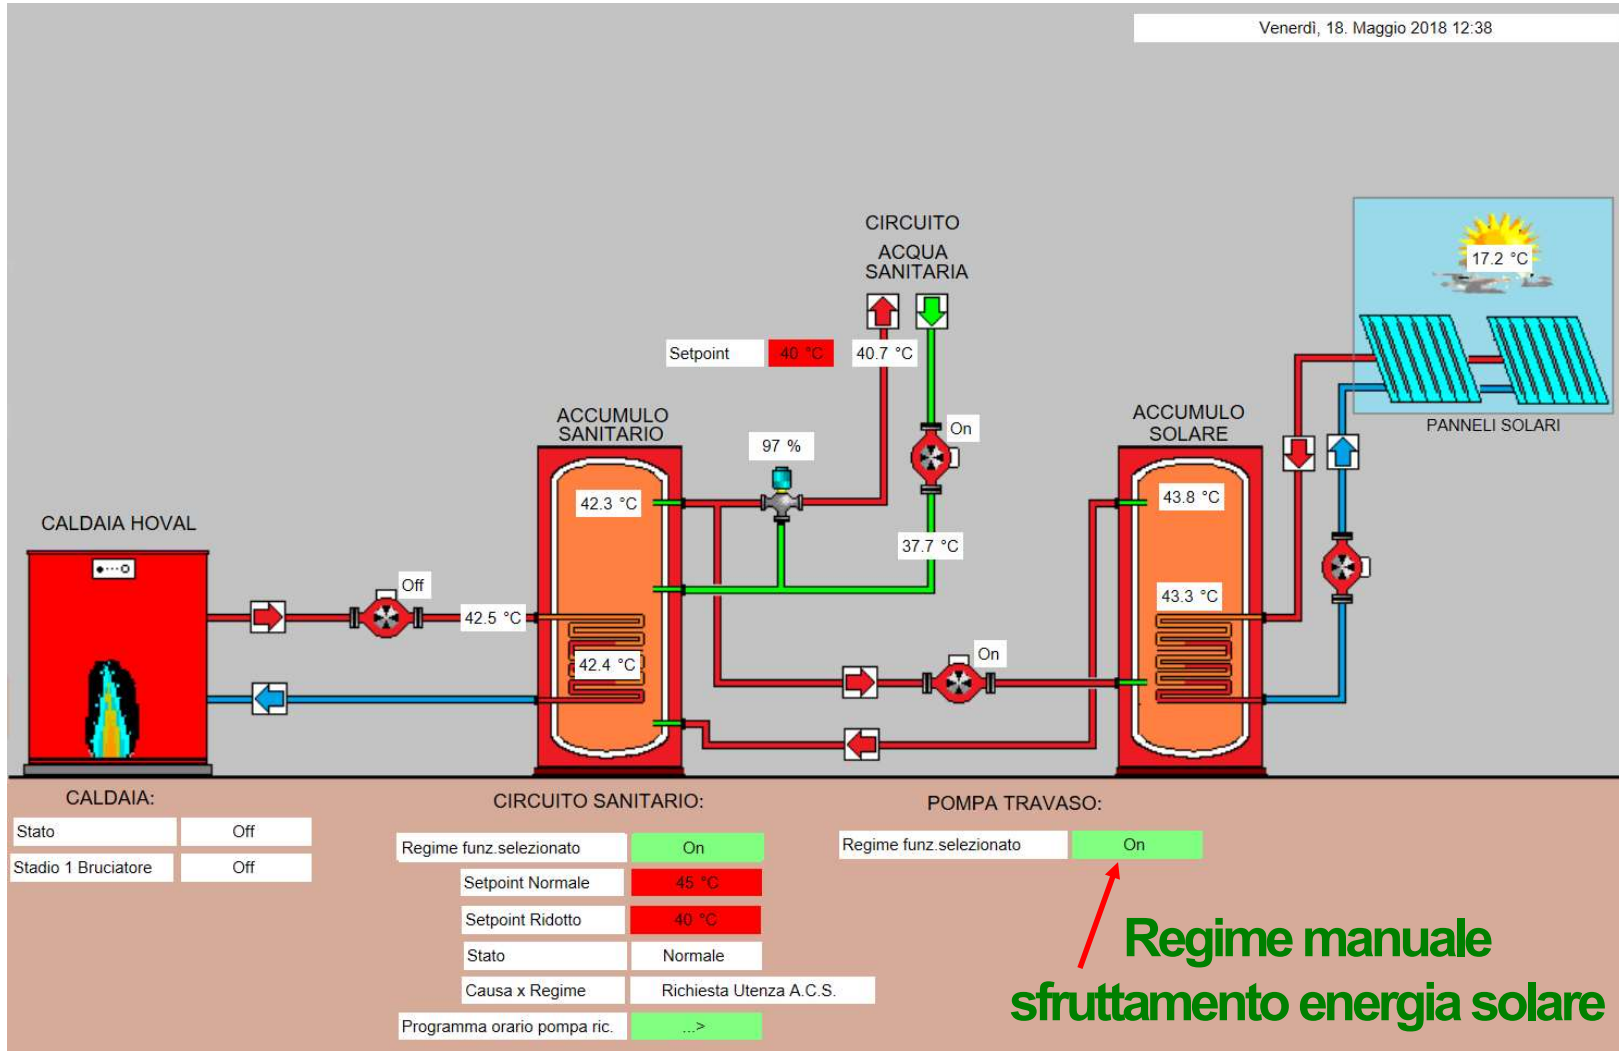 Venerdì, 18. Maggio 2018 12:38
CIRCUITO
ACQUA
SANITARIA
17.2 °C
Setpoint
40 °C
40.7 °C
ACCUMULO
SANITARIO
On
97 %
ACCUMULO
SOLARE
PANNELI SOLARI
42.3 °C
43.8 °C
CALDAIA HOVAL
37.7 °C
Off
42.5 °C
43.3 °C
42.4 °C
On
CALDAIA:
Stato Off
Stadio 1 Bruciatore Off
CIRCUITO SANITARIO:
Regime funz.selezionato On
Setpoint Normale 45 °C
Setpoint Ridotto 40 °C
Stato Normale
Causa x Regime Richiesta Utenza A.C.S.
Programma orario pompa ric. ...>
POMPA TRAVASO:
Regime funz.selezionato On
Regime manuale
sfruttamento energia solare